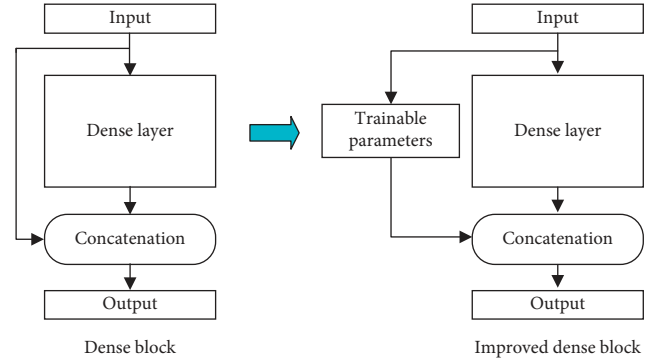 Input
Dense layer
Concatenation
Output
Dense block
Input
Trainable
parameters
Dense layer
Concatenation
Output
Improved dense block